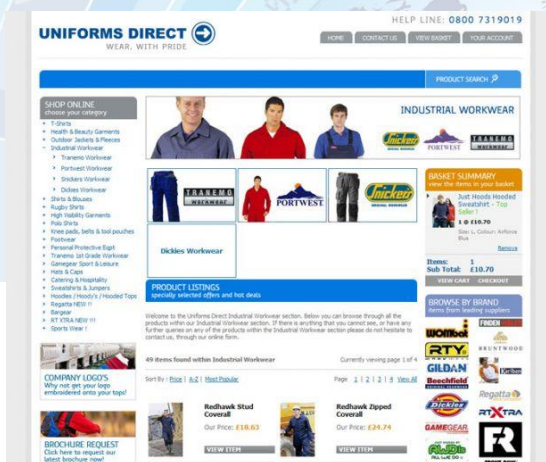 HELP LINE: 0800 7319019
UNIFORMS DIRECT
WEAR. WITH PRIDE
HOME
CONTACT US
VIEW BASKET
YOUR ACCOUNT
PRODUCT SEARCH
SHOP ONLINE
choose your category
T-Shirts
Health & Beauty Garments
Outdoor Jackets & Fleeces
Industrial Workwear
Tranemo Workwear
Portwest Workwear
Snickers Workwear
Dickies Workwear
Shirts & Blouses
Rugby Shirts
High Visibility Garments
Polo Shirts
Knee pads, belts & tool pouches
Footwear
Personal Protective Eqpt
Tranemo 1st Grade Workwear
Gamegear Sport & Leisure
Hats & Caps
Catering & Hospitality
Sweatshirts & Jumpers
Hoodies / Hoody's / Hooded Tops
Regatta NEW !!
Bargear
RT XTRA NEW !!!
Sports Wear !
COMPANY LOGO'S
Why not get your logo
embroidered onto your tops!
BROCHURE REQUEST
Click here to request our
latest brochure now!
INDUSTRIAL WORKWEAR
Snickers
PORTWEST
TRANEMO
WORKWEAR
TRANEMO
WORKWEAR
PORTWEST
Snickers
Dickies Workwear
PRODUCT LISTINGS
specially selected offers and hot deals
Welcome to the Uniforms Direct Industrial Workwear section. Below you can browse through all the
products within our Industrial Workwear section. If there is anything that you cannot see, or have any
further queries on any of the products within the Industrial Workwear section please do not hesitate to
contact us, through our online form.
49 items found within Industrial Workwear
Currently viewing page 1 of 4
Sort By : Price | A-Z | Most Popular
Page 1 | 2 | 3 | 4 View All
Redhawk Stud
Coverall
Our Price: £18.63
VIEW ITEM
Redhawk Zipped
Coverall
Our Price: £24.74
VIEW ITEM
BASKET SUMMARY
view the items in your basket
Just Hoods Hooded
Sweatshirt - Top
Seller !
1 @ £10.70
Size: L, Colour: Airforce
Blue
Remove
Items: 1
Sub Total: £10.70
VIEW CART
CHECKOUT
BROWSE BY BRAND
items from leading suppliers
WOMbat
FINDEN
RTY
BRUNTWOOD
GILDAN
Kariban
Beechfield
Regatta
Dickies
RTXTRA
GAMEGEAR
AWDis